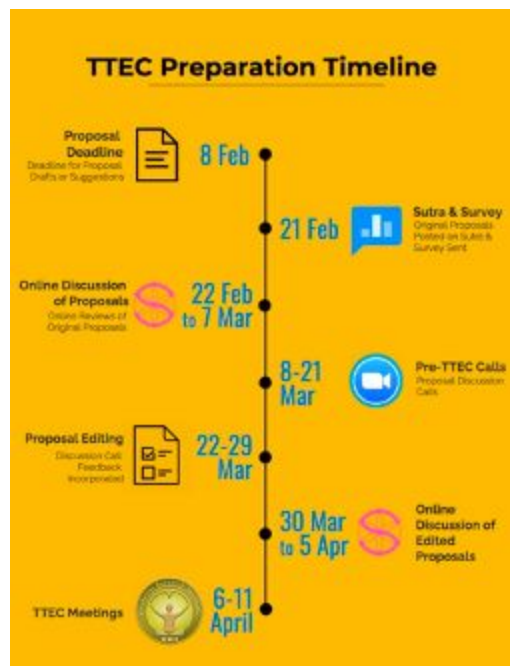 TTEC Preparation Timeline
Proposal
Deadline
Deadline for Proposal
Drafts or Suggestions
8 Feb
21 Feb
Sutra & Survey
Original Proposals
Posted on Sutra &
Survey Sent
Online Discussion
of Proposals
Online Reviews of
Original Proposals
22 Feb
to 7 Mar
8-21
Mar
Pre-TTEC Calls
Proposal Discussion
Calls
Proposal Editing
Discussion Call
Feedback
Incorporated
22-29
Mar
30 Mar
to 5 Apr
Online
Discussion of
Edited
Proposals
TTEC Meetings
6-11
April